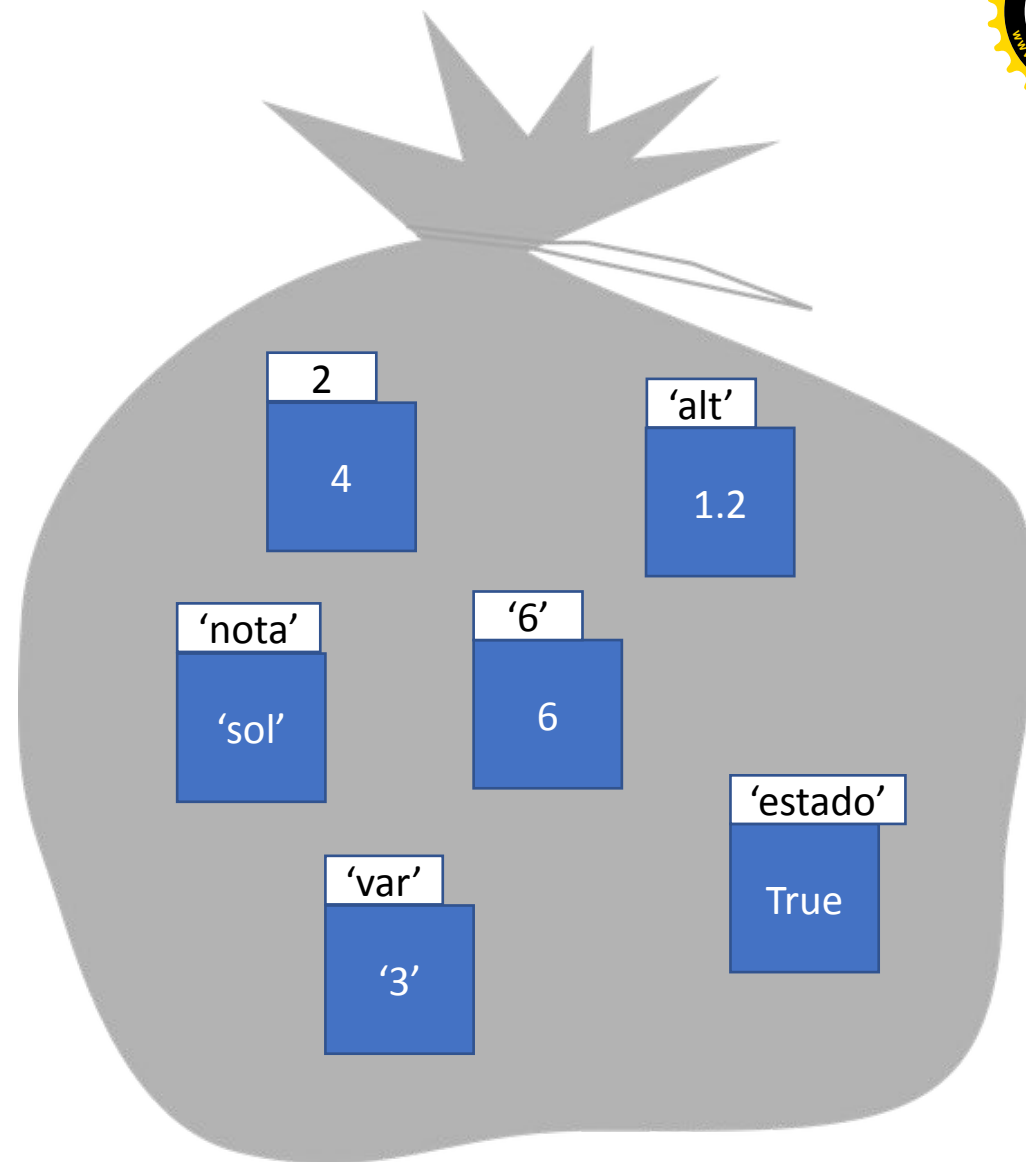 2
4
‘alt’
1.2
‘nota’
‘sol’
‘6’
6
‘estado’
True
‘var’
‘3’